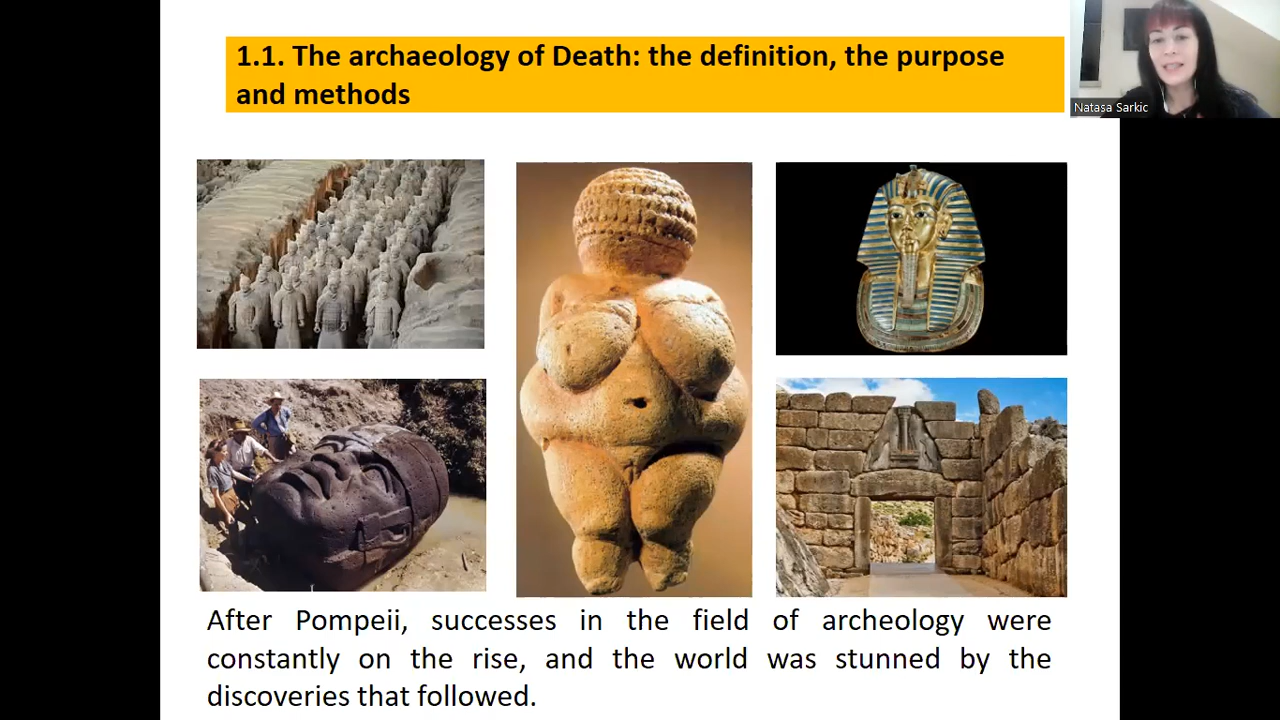 1.1. The archaeology of Death: the definition, the purpose
and methods
Natasa Sarkic
After Pompeii, successes in the field of archeology were
constantly on the rise, and the world was stunned by the
discoveries that followed.